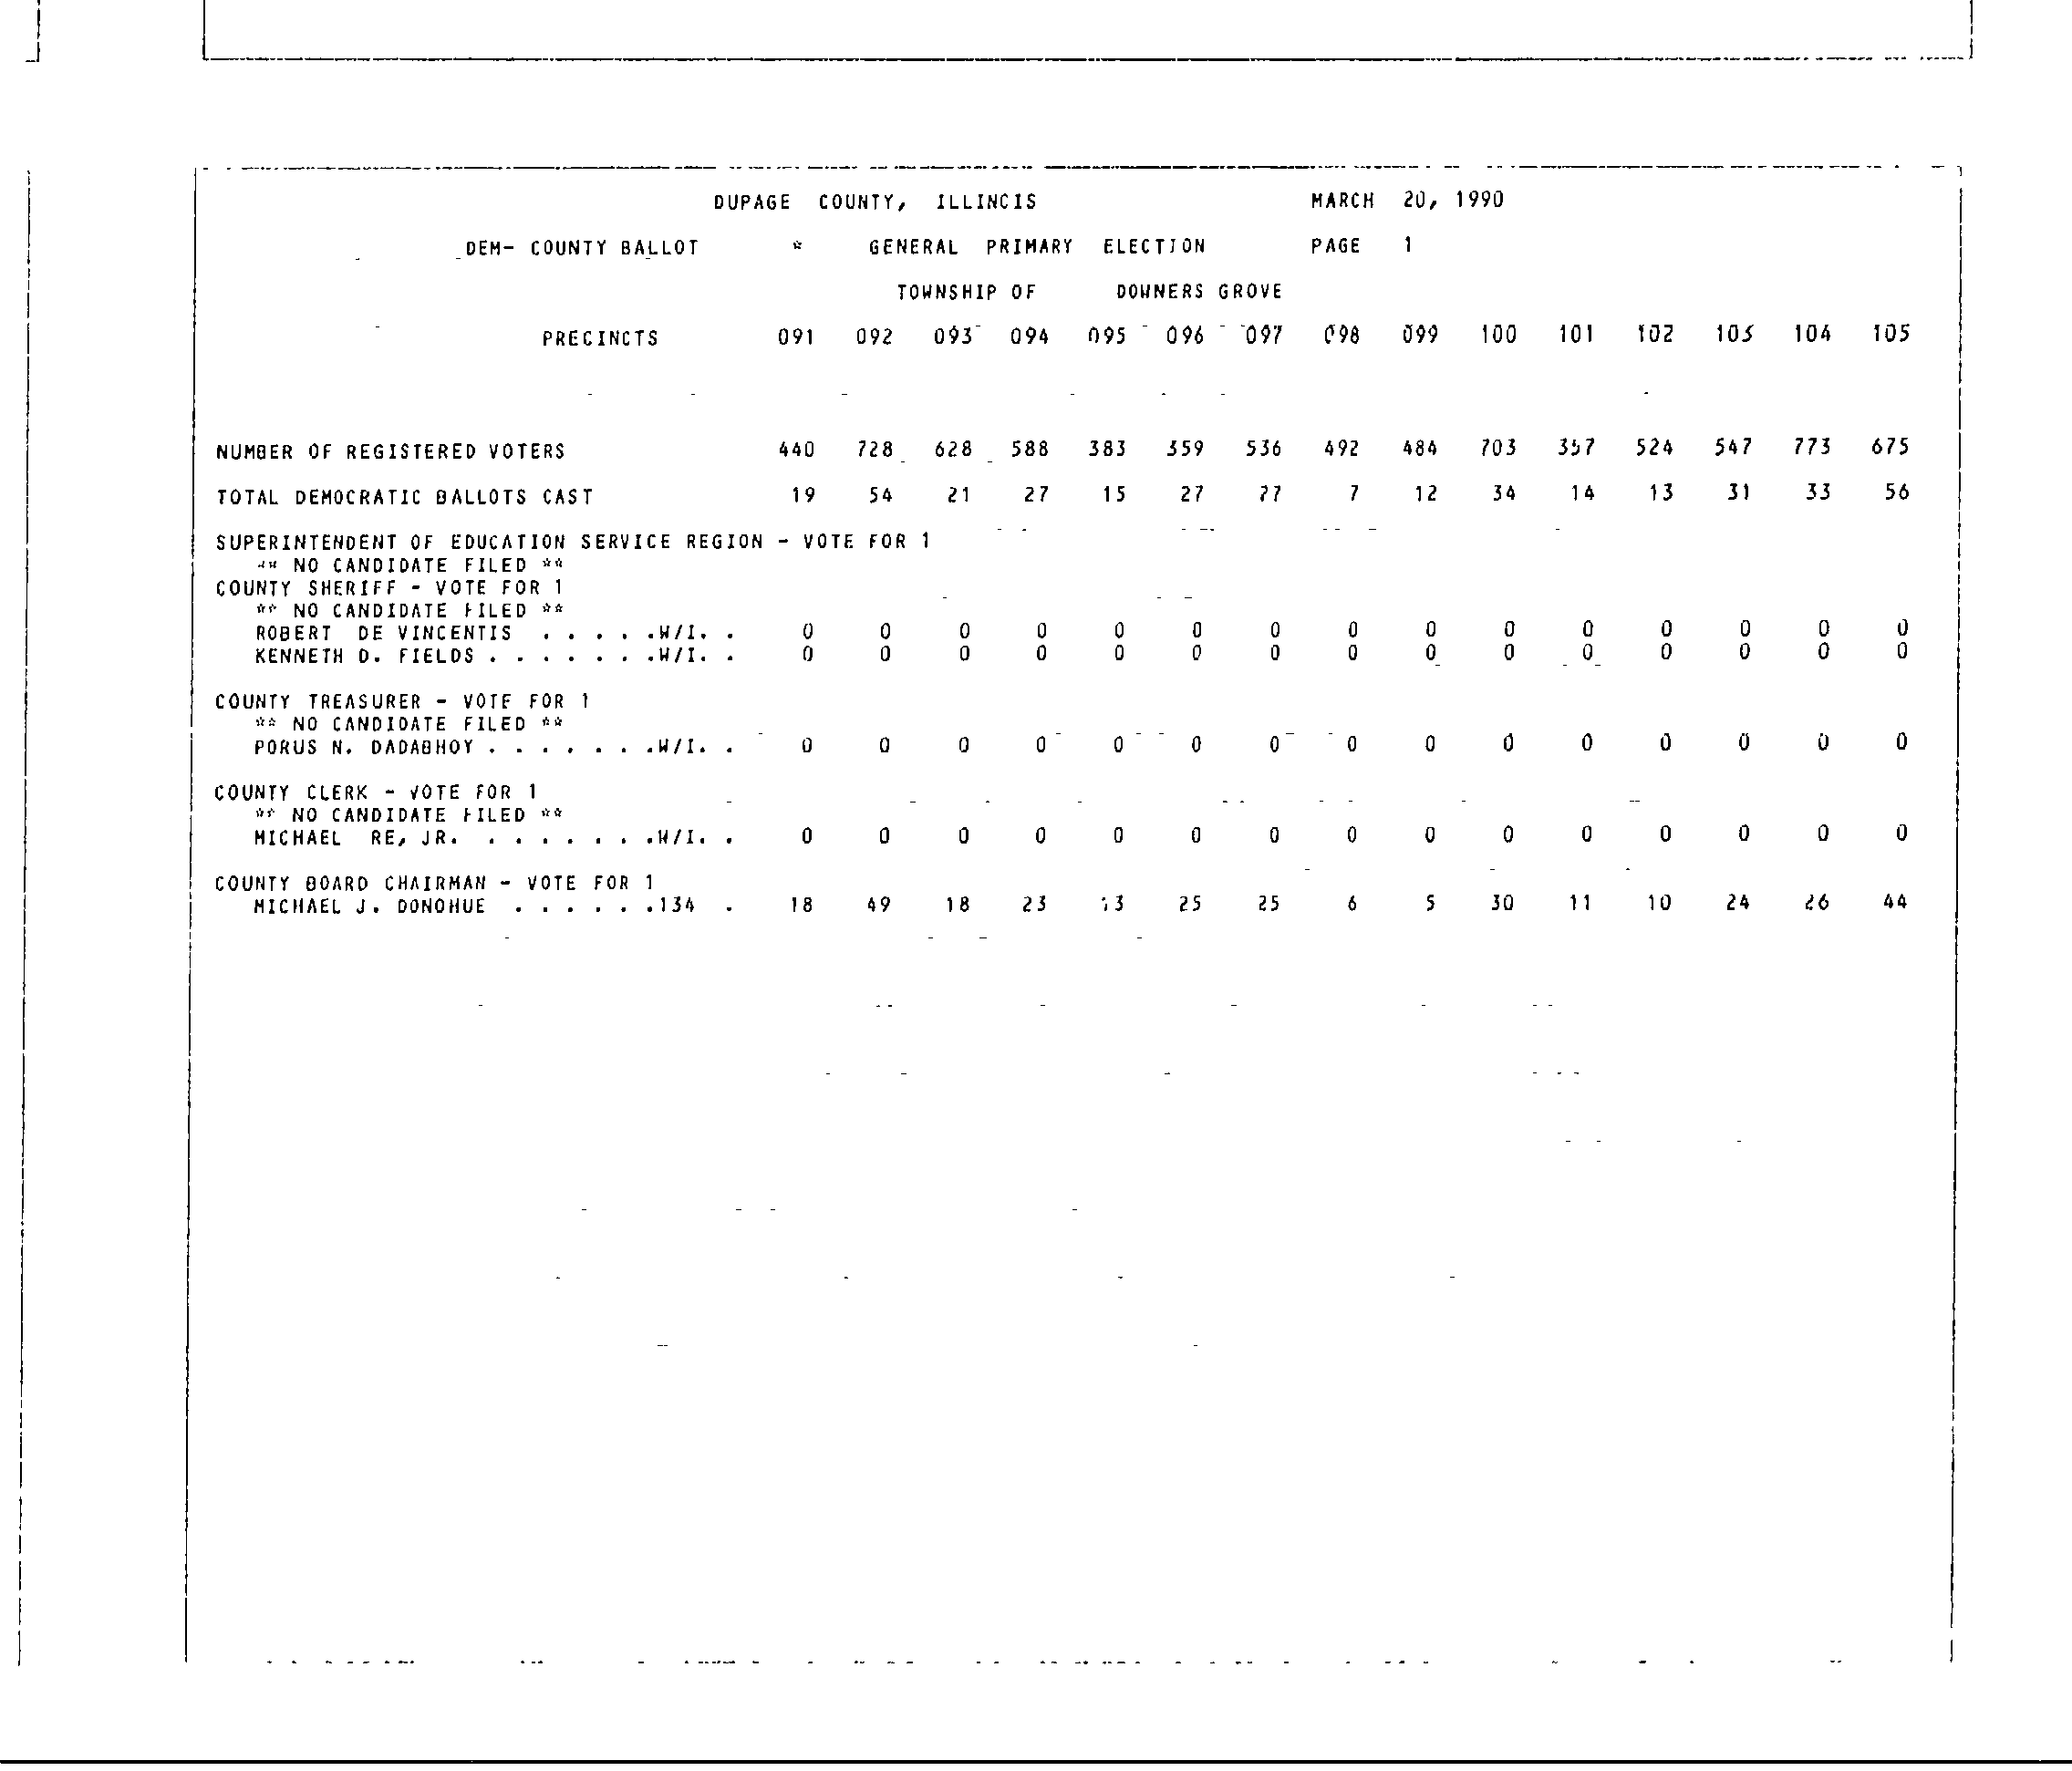 DUPAGE COUNTY, ILLINCIS MARCH 20, 1990
DEM- COUNTY BALLOT * GENERAL PRIMARY ELECTION PAGE 1
TOWNSHIP OF DOWNERS GROVE
PRECINCTS 091 092 093 094 095 096 097 098 099 100 101 102 103 104 105
NUMBER OF REGISTERED VOTERS 440 728 628 588 383 359 536 492 484 703 357 524 547 773 675
TOTAL DEMOCRATIC BALLOTS CAST 19 54 21 27 15 27 27 7 12 34 14 13 31 33 56
SUPERINTENDENT OF EDUCATION SERVICE REGION - VOTE FOR 1
** NO CANDIDATE FILED **
COUNTY SHERIFF - VOTE FOR 1
** NO CANDIDATE FILED **
ROBERT DE VINCENTIS . . . . .W/I. . 0 0 0 0 0 0 0 0 0 0 0 0 0 0 0
KENNETH D. FIELDS . . . . . . .W/I. . 0 0 0 0 0 0 0 0 0 0 0 0 0 0 0
COUNTY TREASURER - VOTE FOR 1
** NO CANDIDATE FILED **
PORUS N. DADABHOY . . . . . . .W/I. . 0 0 0 0 0 0 0 0 0 0 0 0 0 0 0
COUNTY CLERK - VOTE FOR 1
** NO CANDIDATE FILED **
MICHAEL RE, JR. . . . . . . .W/I. . 0 0 0 0 0 0 0 0 0 0 0 0 0 0 0
COUNTY BOARD CHAIRMAN - VOTE FOR 1
MICHAEL J. DONOHUE . . . . . .134 . 18 49 18 23 13 25 25 6 5 30 11 10 24 26 44